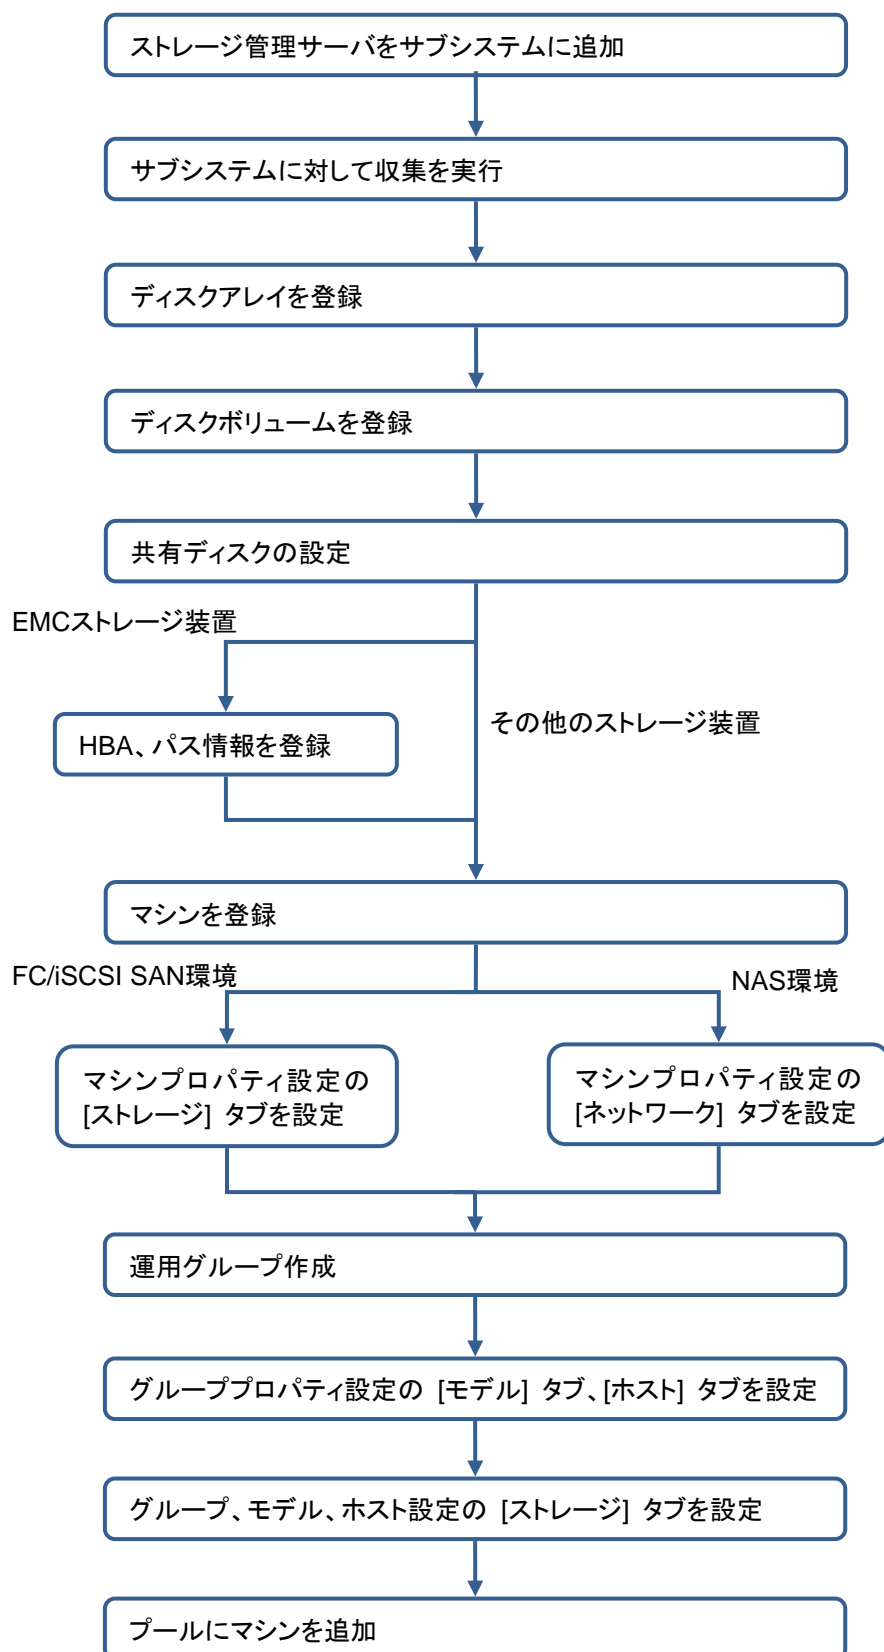 ストレージ管理サーバをサブシステムに追加
サブシステムに対して収集を実行
ディスクアレイを登録
ディスクボリュームを登録
共有ディスクの設定
EMCストレージ装置
その他のストレージ装置
HBA、パス情報を登録
マシンを登録
FC/iSCSI SAN環境
NAS環境
マシンプロパティ設定の
[ストレージ] タブを設定
マシンプロパティ設定の
[ネットワーク] タブを設定
運用グループ作成
グループプロパティ設定の [モデル] タブ、[ホスト] タブを設定
グループ、モデル、ホスト設定の [ストレージ] タブを設定
プールにマシンを追加